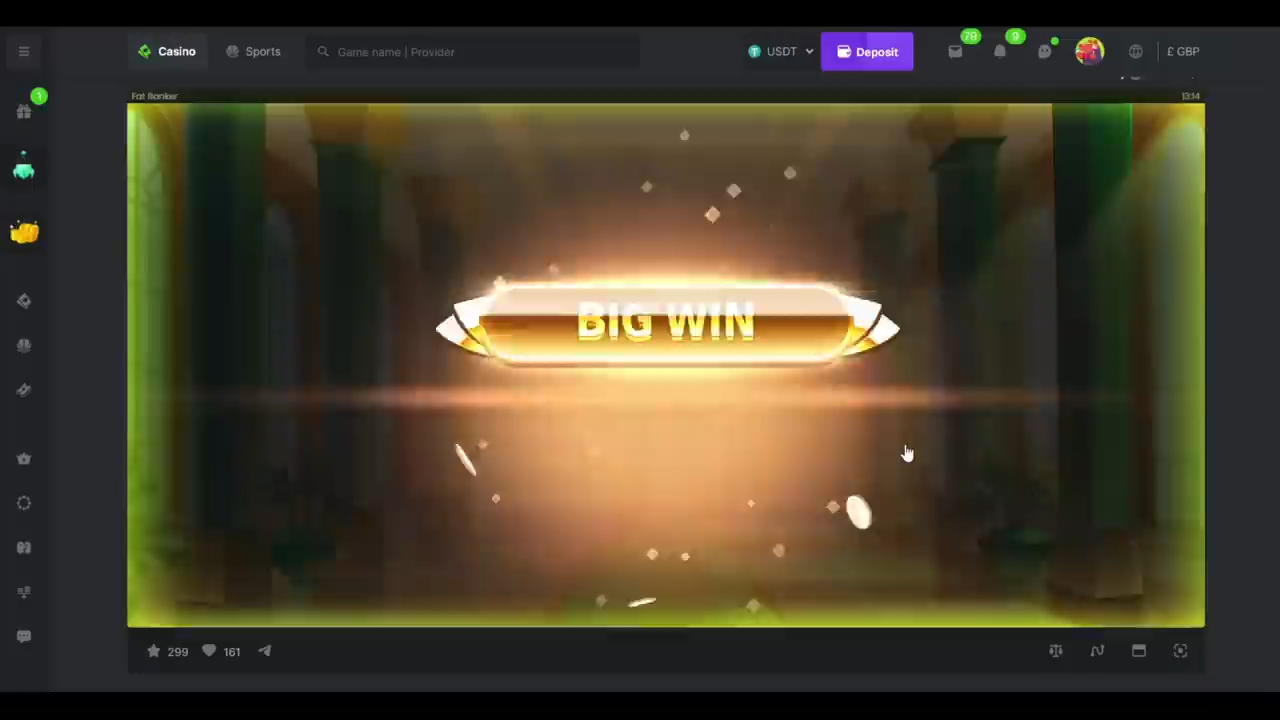 Casino
Sports
Game name | Provider
USDT
Deposit
79
9
£ GBP
1
Fat Banker
13:14
BIG WIN
299
161